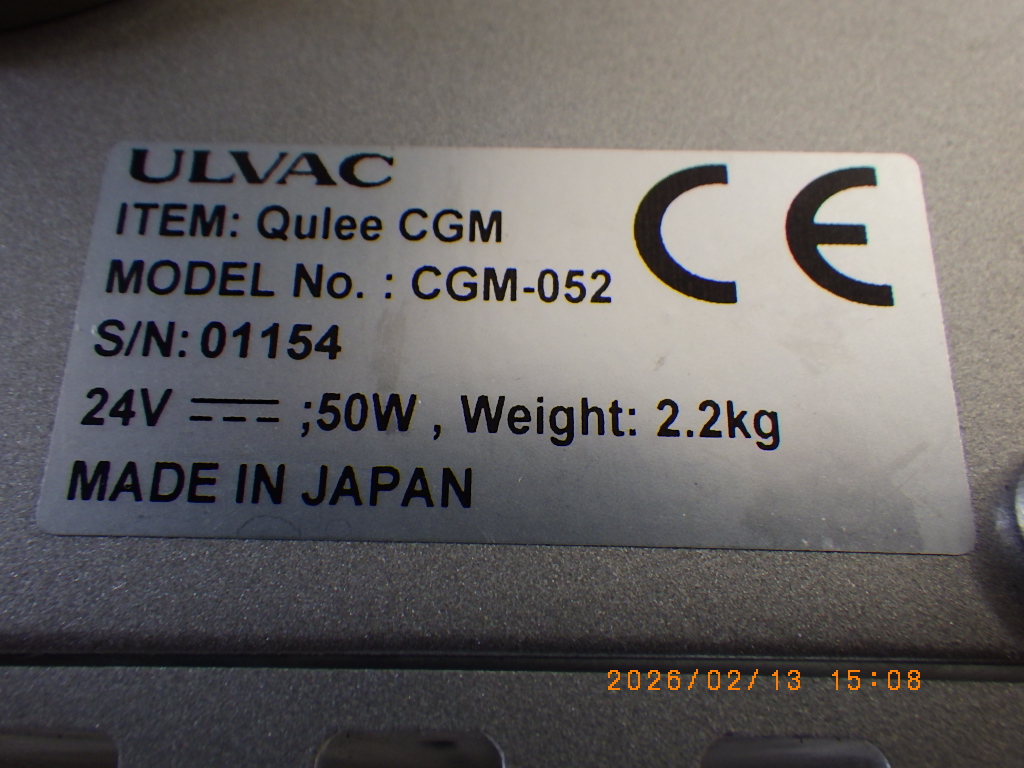 ULVAC
ITEM: Qulee CGM
MODEL No. : CGM-052
S/N: 01154
24V ⎓ ;50W , Weight: 2.2kg
MADE IN JAPAN
CE
2026/02/13 15:08